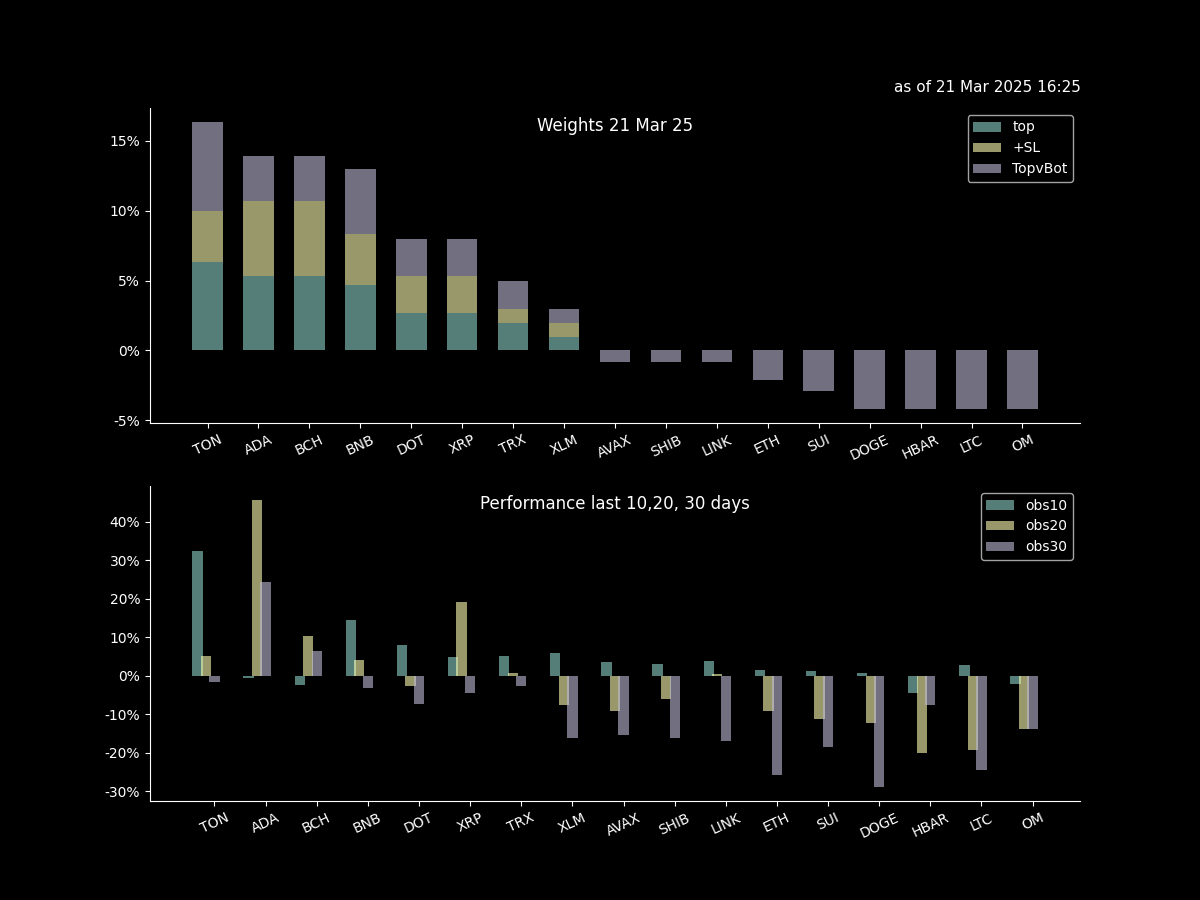 as of 21 Mar 2025 16:25
Weights 21 Mar 25
top
+SL
TopvBot
15%
10%
5%
0%
-5%
TON ADA BCH BNB DOT XRP TRX XLM AVAX SHIB LINK ETH SUI DOGE HBAR LTC OM
Performance last 10,20, 30 days
obs10
obs20
obs30
40%
30%
20%
10%
0%
-10%
-20%
-30%
TON ADA BCH BNB DOT XRP TRX XLM AVAX SHIB LINK ETH SUI DOGE HBAR LTC OM